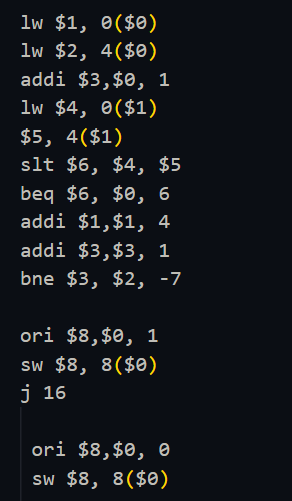 lw $1, 0($0)
lw $2, 4($0)
addi $3,$0, 1
lw $4, 0($1)
$5, 4($1)
slt $6, $4, $5
beq $6, $0, 6
addi $1,$1, 4
addi $3,$3, 1
bne $3, $2, -7
ori $8,$0, 1
sw $8, 8($0)
j 16
ori $8,$0, 0
sw $8, 8($0)